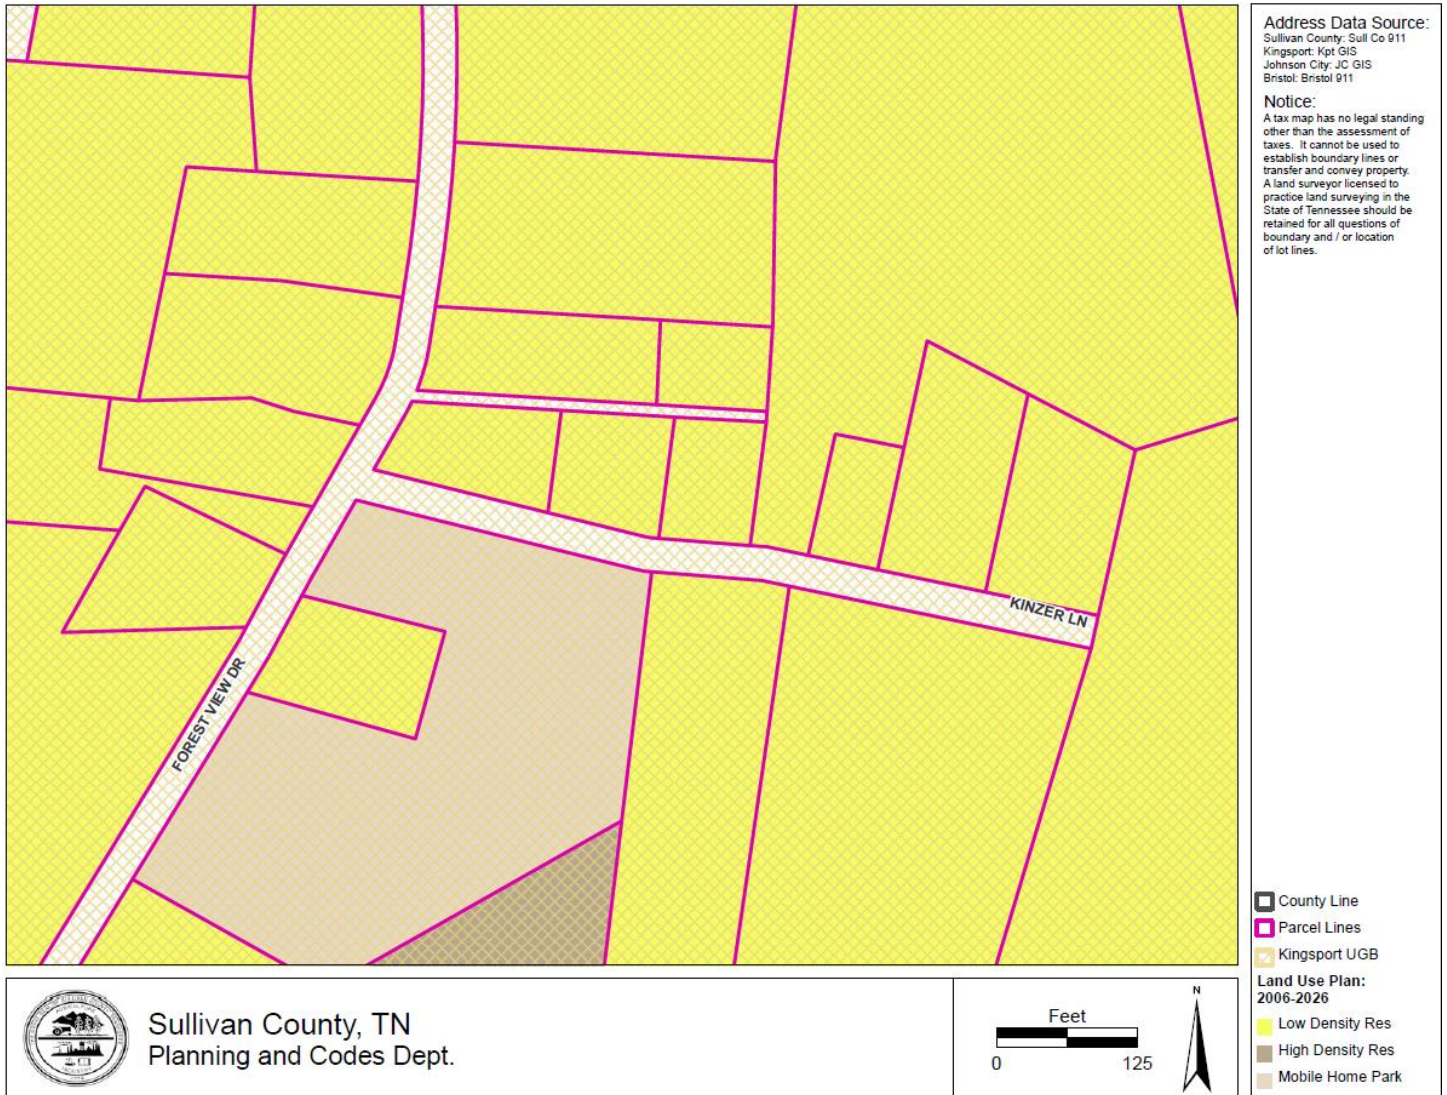 Address Data Source:
Sullivan County: Sull Co 911
Kingsport: Kpt GIS
Johnson City: JC GIS
Bristol: Bristol 911
Notice:
A tax map has no legal standing
other than the assessment of
taxes. It cannot be used to
establish boundary lines or
transfer and convey property.
A land surveyor licensed to
practice land surveying in the
State of Tennessee should be
retained for all questions of
boundary and / or location
of lot lines.
KINZER LN
FOREST VIEW DR
County Line
Parcel Lines
Kingsport UGB
Land Use Plan:
2006-2026
Low Density Res
High Density Res
Mobile Home Park
Sullivan County, TN
Planning and Codes Dept.
Feet
0 125
N